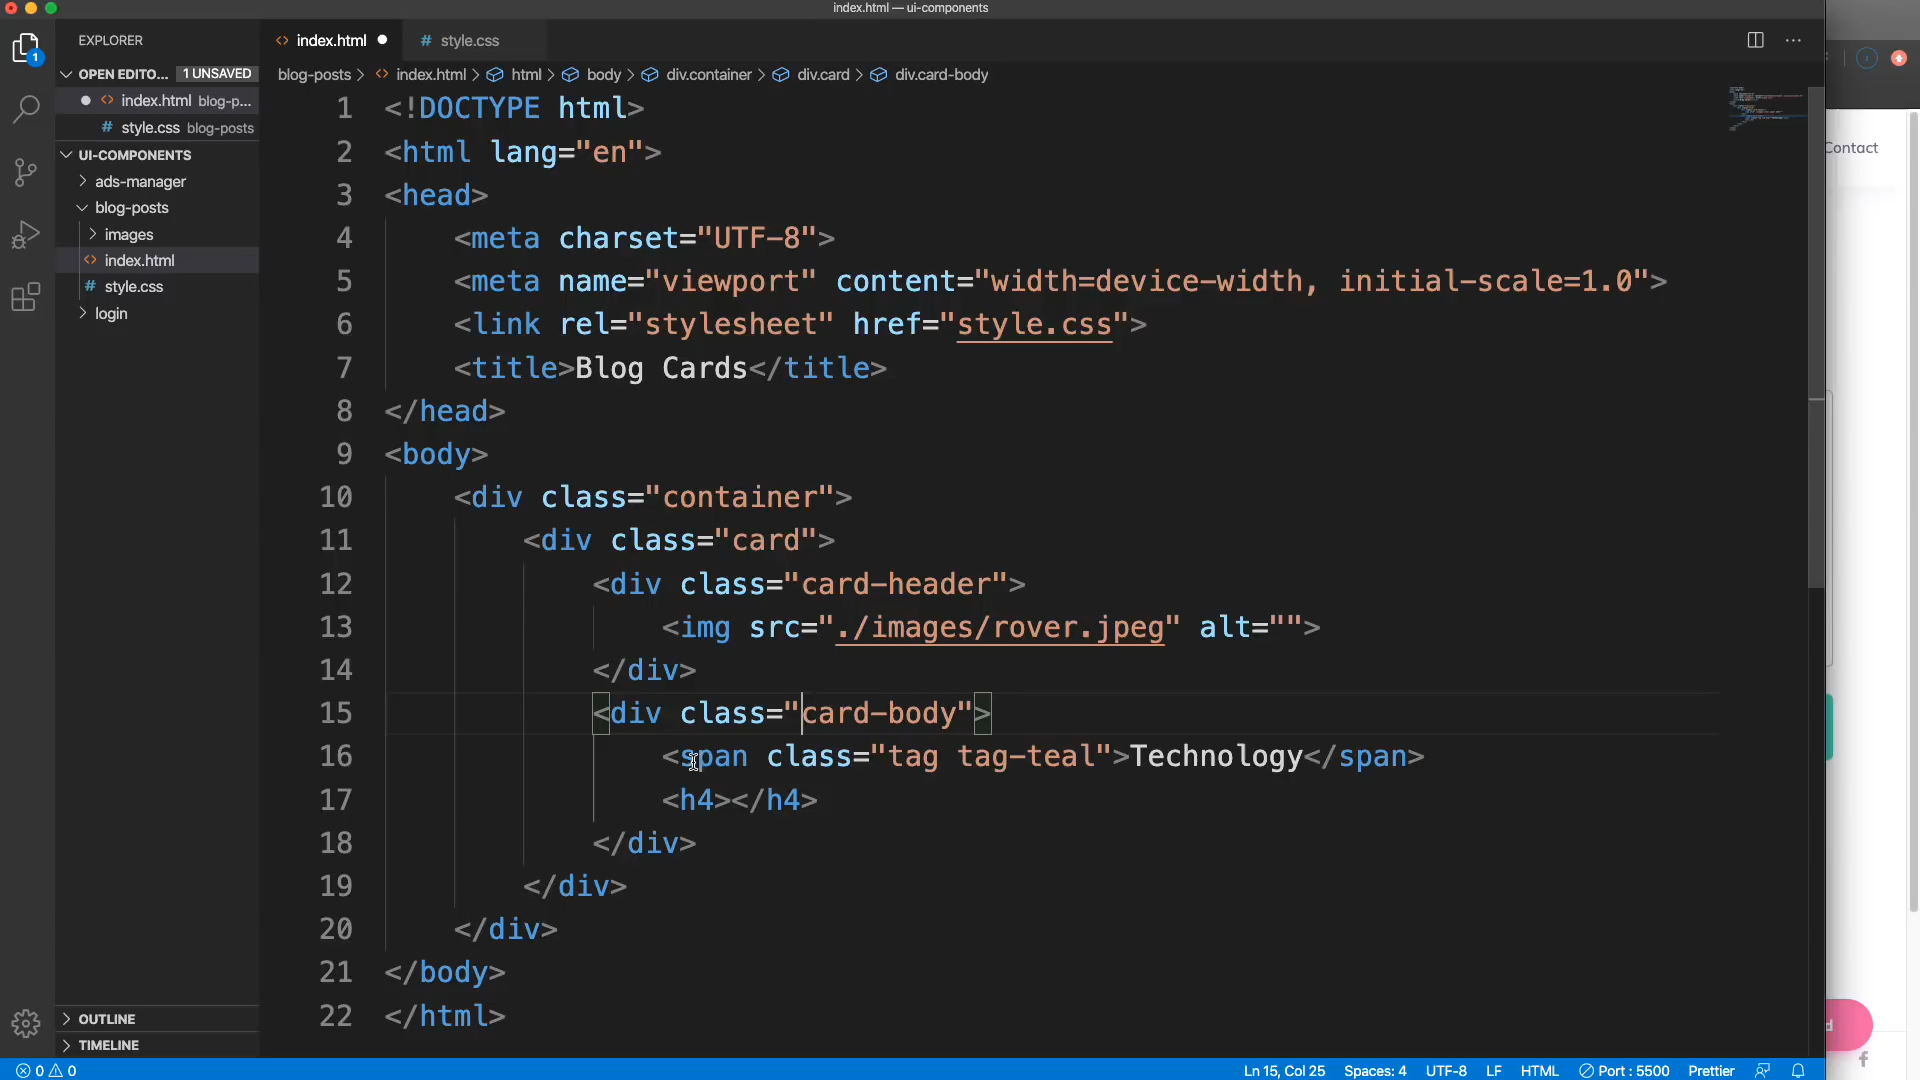 index.html — ui-components
EXPLORER
OPEN EDITO... 1 UNSAVED
index.html blog-p...
style.css blog-posts
UI-COMPONENTS
ads-manager
blog-posts
images
index.html
style.css
login
OUTLINE
TIMELINE
1
index.html
# style.css
blog-posts > index.html > html > body > div.container > div.card > div.card-body
1 <!DOCTYPE html>
2 <html lang="en">
3 <head>
4 <meta charset="UTF-8">
5 <meta name="viewport" content="width=device-width, initial-scale=1.0">
6 <link rel="stylesheet" href="style.css">
7 <title>Blog Cards</title>
8 </head>
9 <body>
10 <div class="container">
11 <div class="card">
12 <div class="card-header">
13 <img src="./images/rover.jpeg" alt="">
14 </div>
15 <div class="card-body">
16 <span class="tag tag-teal">Technology</span>
17 <h4></h4>
18 </div>
19 </div>
20 </div>
21 </body>
22 </html>
Contact
d
0 0
Ln 15, Col 25 Spaces: 4 UTF-8 LF HTML Port : 5500 Prettier